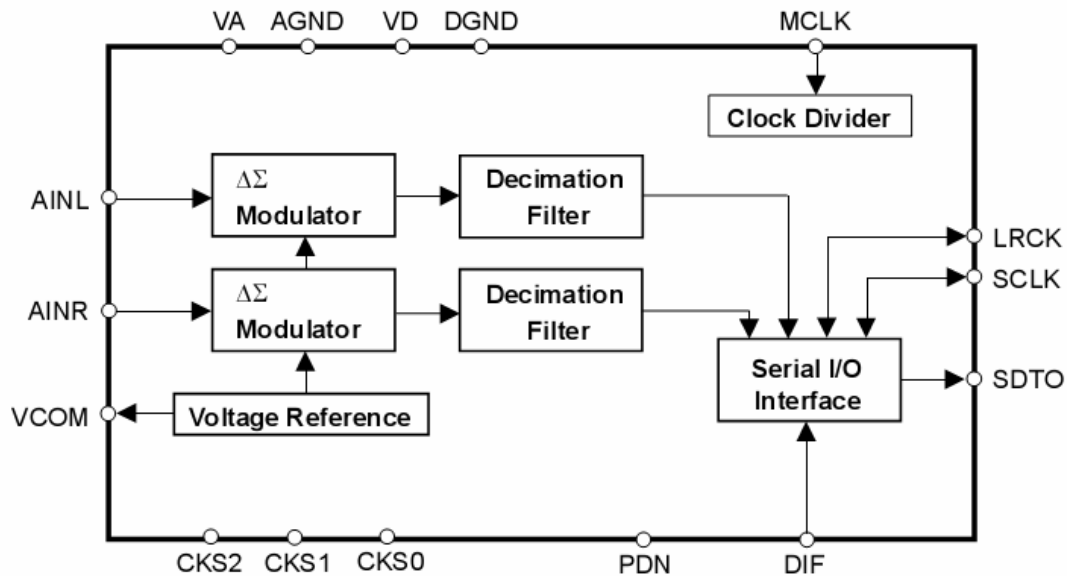 VA AGND VD DGND MCLK
Clock Divider
AINL
ΔΣ
Modulator
Decimation
Filter
LRCK
SCLK
AINR
ΔΣ
Modulator
Decimation
Filter
Serial I/O
Interface
SDTO
VCOM
Voltage Reference
CKS2 CKS1 CKS0 PDN DIF